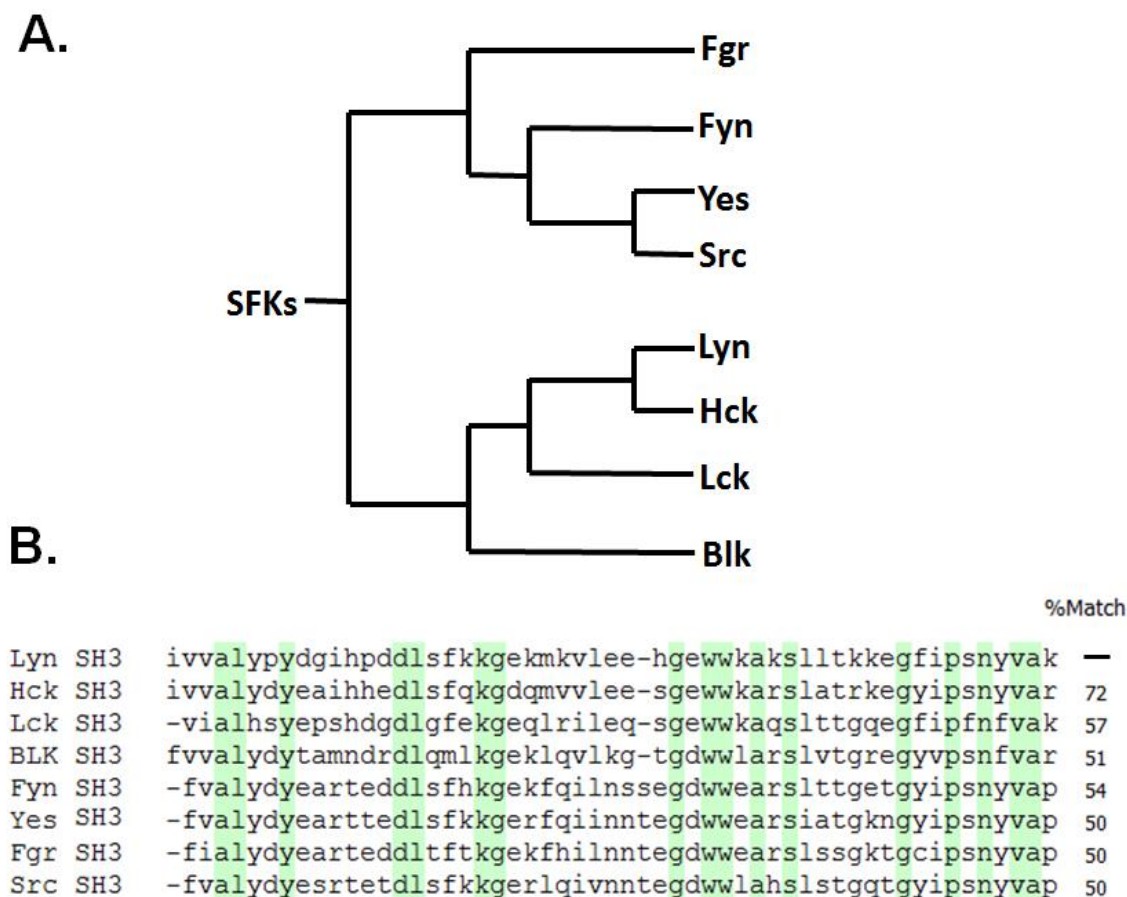 A.
Fgr
Fyn
Yes
Src
SFKs
Lyn
Hck
Lck
Blk
B.
%Match
Lyn SH3 ivvalypydgihpddlsfkkgekmkvlee-hgewwkakslltkkegfipsnyvak —
Hck SH3 ivvalydyeaihhedlsfqkgdqmvvlee-sgewwkarslatrkegyipsnyvar 72
Lck SH3 -vialhsyepshdgdlgfekgeqlrileq-sgewwkaqslttgqegfipfnfvak 57
BLK SH3 fvvalydytamndrdlqmlkgeklqvlkg-tgdwwlarslvtgregyvpsnfvar 51
Fyn SH3 -fvalydyearteddlsfhkgekfqilnssegdwwearslttgetgyipsnyvap 54
Yes SH3 -fvalydyearttedlsfkkgerfqiinntegdwwearsiatgkngyipsnyvap 50
Fgr SH3 -fialydyearteddltftkgekfhilnntegdwwearslssgktgcipsnyvap 50
Src SH3 -fvalydyesrtetdlsfkkgerlqivnntegdwwlahslstgqtgyipsnyvap 50